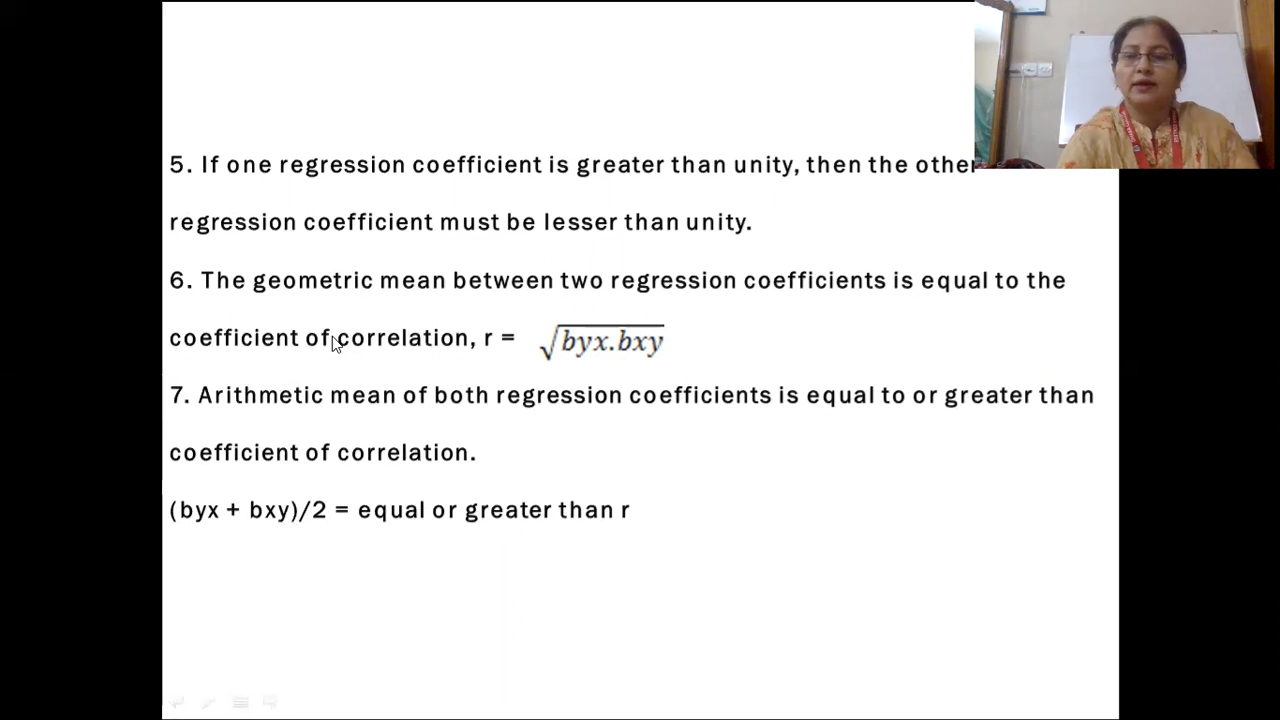 5. If one regression coefficient is greater than unity, then the other
regression coefficient must be lesser than unity.
6. The geometric mean between two regression coefficients is equal to the
coefficient of correlation, r = √byx.bxy
7. Arithmetic mean of both regression coefficients is equal to or greater than
coefficient of correlation.
(byx + bxy)/2 = equal or greater than r